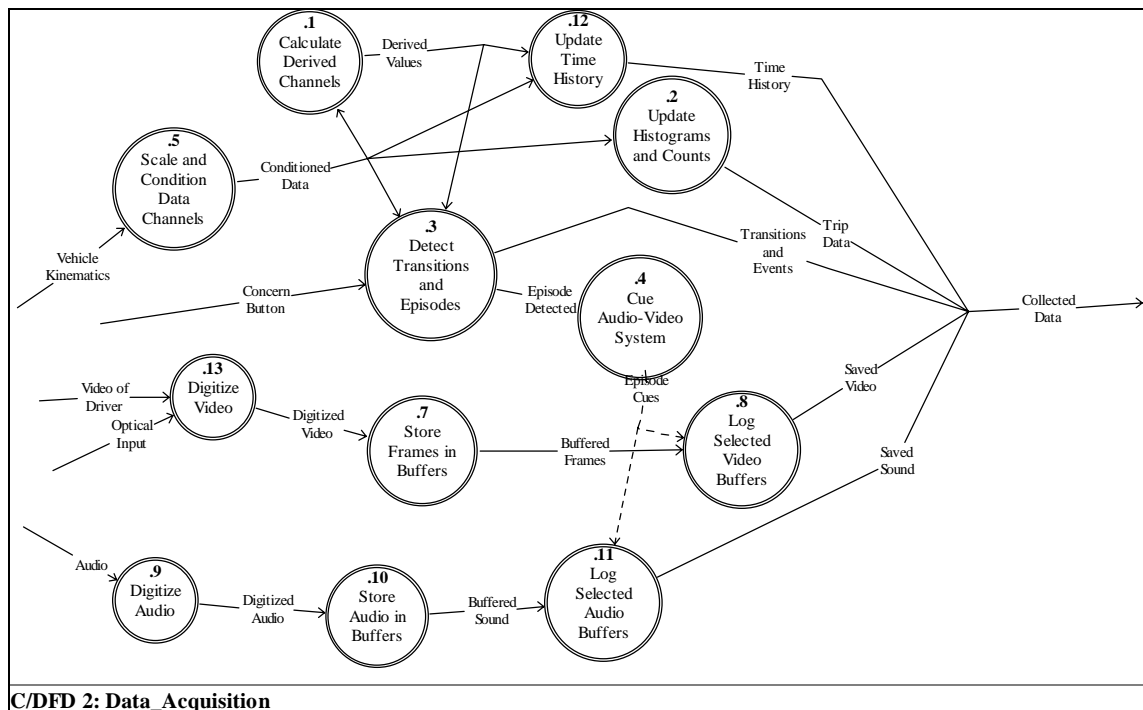 .1
Calculate
Derived
Channels
Derived
Values
.12
Update
Time
History
Time
History
.2
Update
Histograms
and Counts
.5
Scale and
Condition
Data
Channels
Conditioned
Data
Vehicle
Kinematics
.3
Detect
Transitions
and
Episodes
Trip
Data
Transitions
and
Events
Concern
Button
Episode
Detected
.4
Cue
Audio-Video
System
Collected
Data
Episode
Cues
Video of
Driver
Optical
Input
.13
Digitize
Video
Digitized
Video
.7
Store
Frames in
Buffers
Buffered
Frames
.8
Log
Selected
Video
Buffers
Saved
Video
Saved
Sound
Audio
.9
Digitize
Audio
Digitized
Audio
.10
Store
Audio in
Buffers
Buffered
Sound
.11
Log
Selected
Audio
Buffers
C/DFD 2: Data_Acquisition